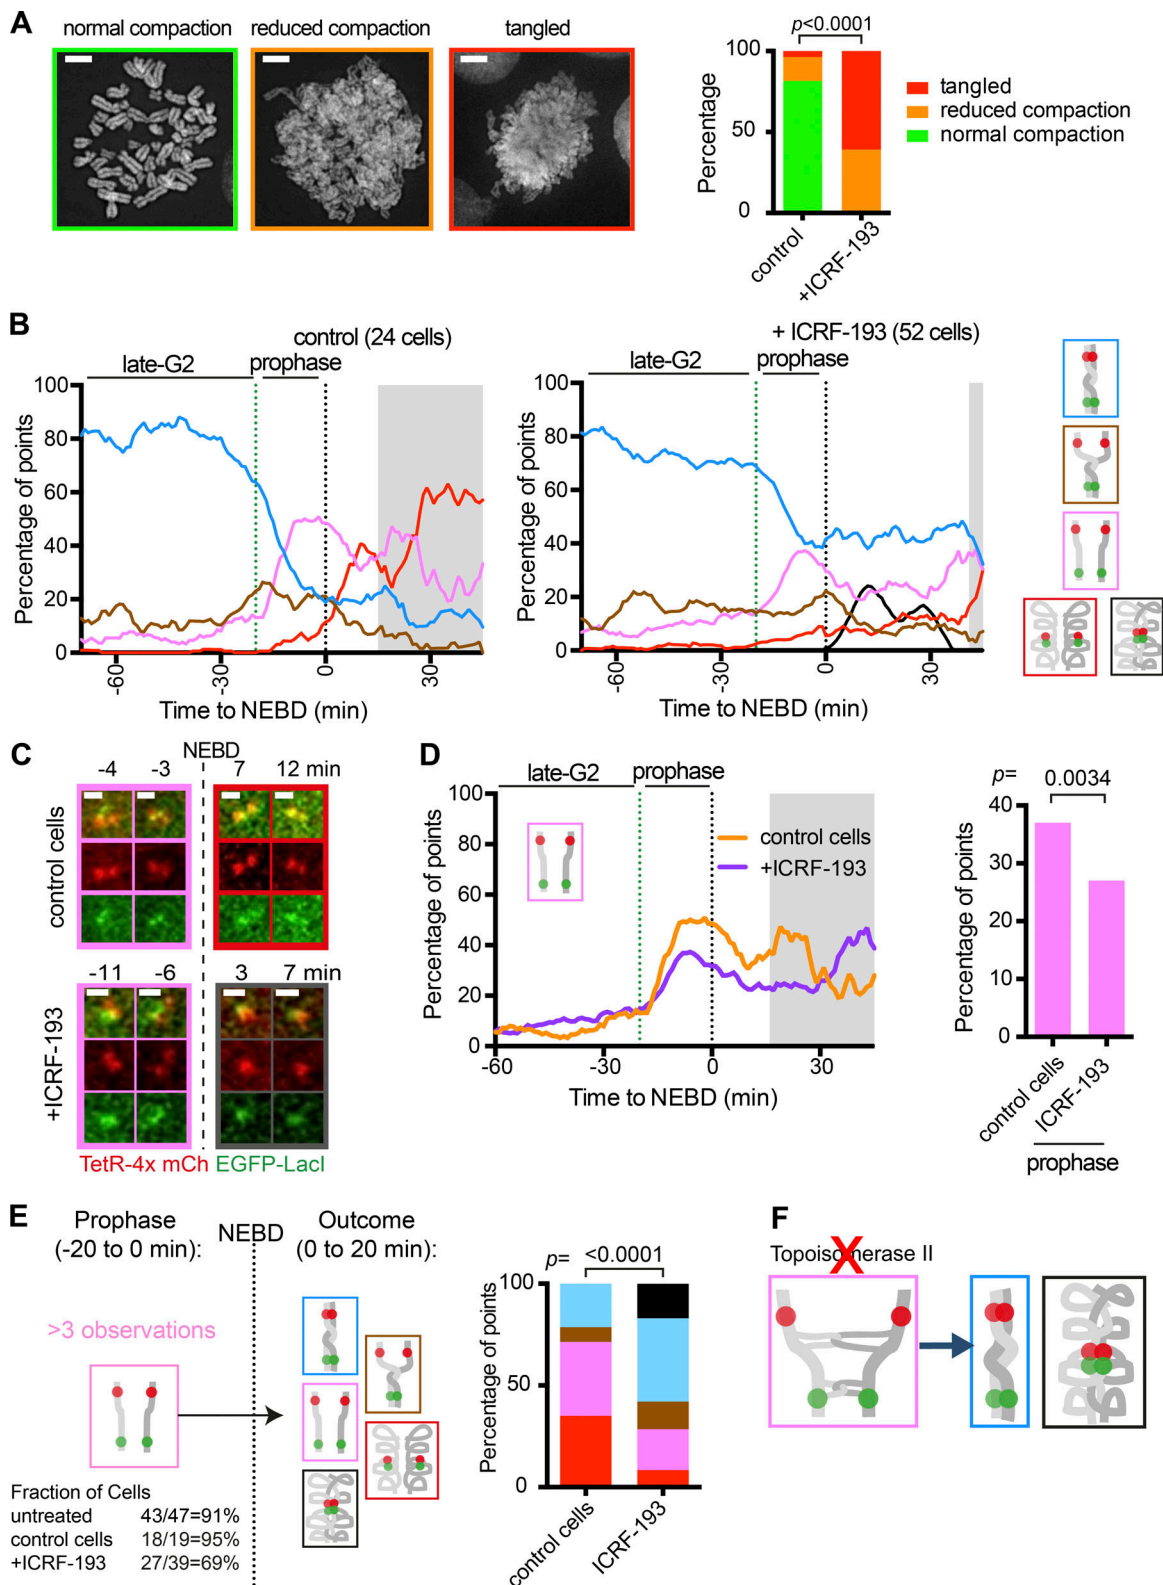 A
normal compaction
reduced compaction
tangled
p<0.0001
100
50
0
Percentage
control
+ICRF-193
tangled
reduced compaction
normal compaction
B
control (24 cells)
late-G2
prophase
100
80
60
40
20
0
Percentage of points
-60
-30
0
30
Time to NEBD (min)
+ ICRF-193 (52 cells)
late-G2
prophase
100
80
60
40
20
0
Percentage of points
-60
-30
0
30
Time to NEBD (min)
C
NEBD
-4
-3
7
12 min
control cells
-11
-6
3
7 min
+ICRF-193
TetR-4x mCh
EGFP-LacI
D
late-G2
prophase
100
80
60
40
20
0
Percentage of points
control cells
+ICRF-193
-60
-30
0
30
Time to NEBD (min)
p=
0.0034
40
30
20
10
0
Percentage of points
control cells
ICRF-193
prophase
E
Prophase
(-20 to 0 min):
NEBD
Outcome
(0 to 20 min):
>3 observations
Fraction of Cells
untreated 43/47=91%
control cells 18/19=95%
+ICRF-193 27/39=69%
p=
<0.0001
100
50
0
Percentage of points
control cells
ICRF-193
F
Topoisomerase II
X